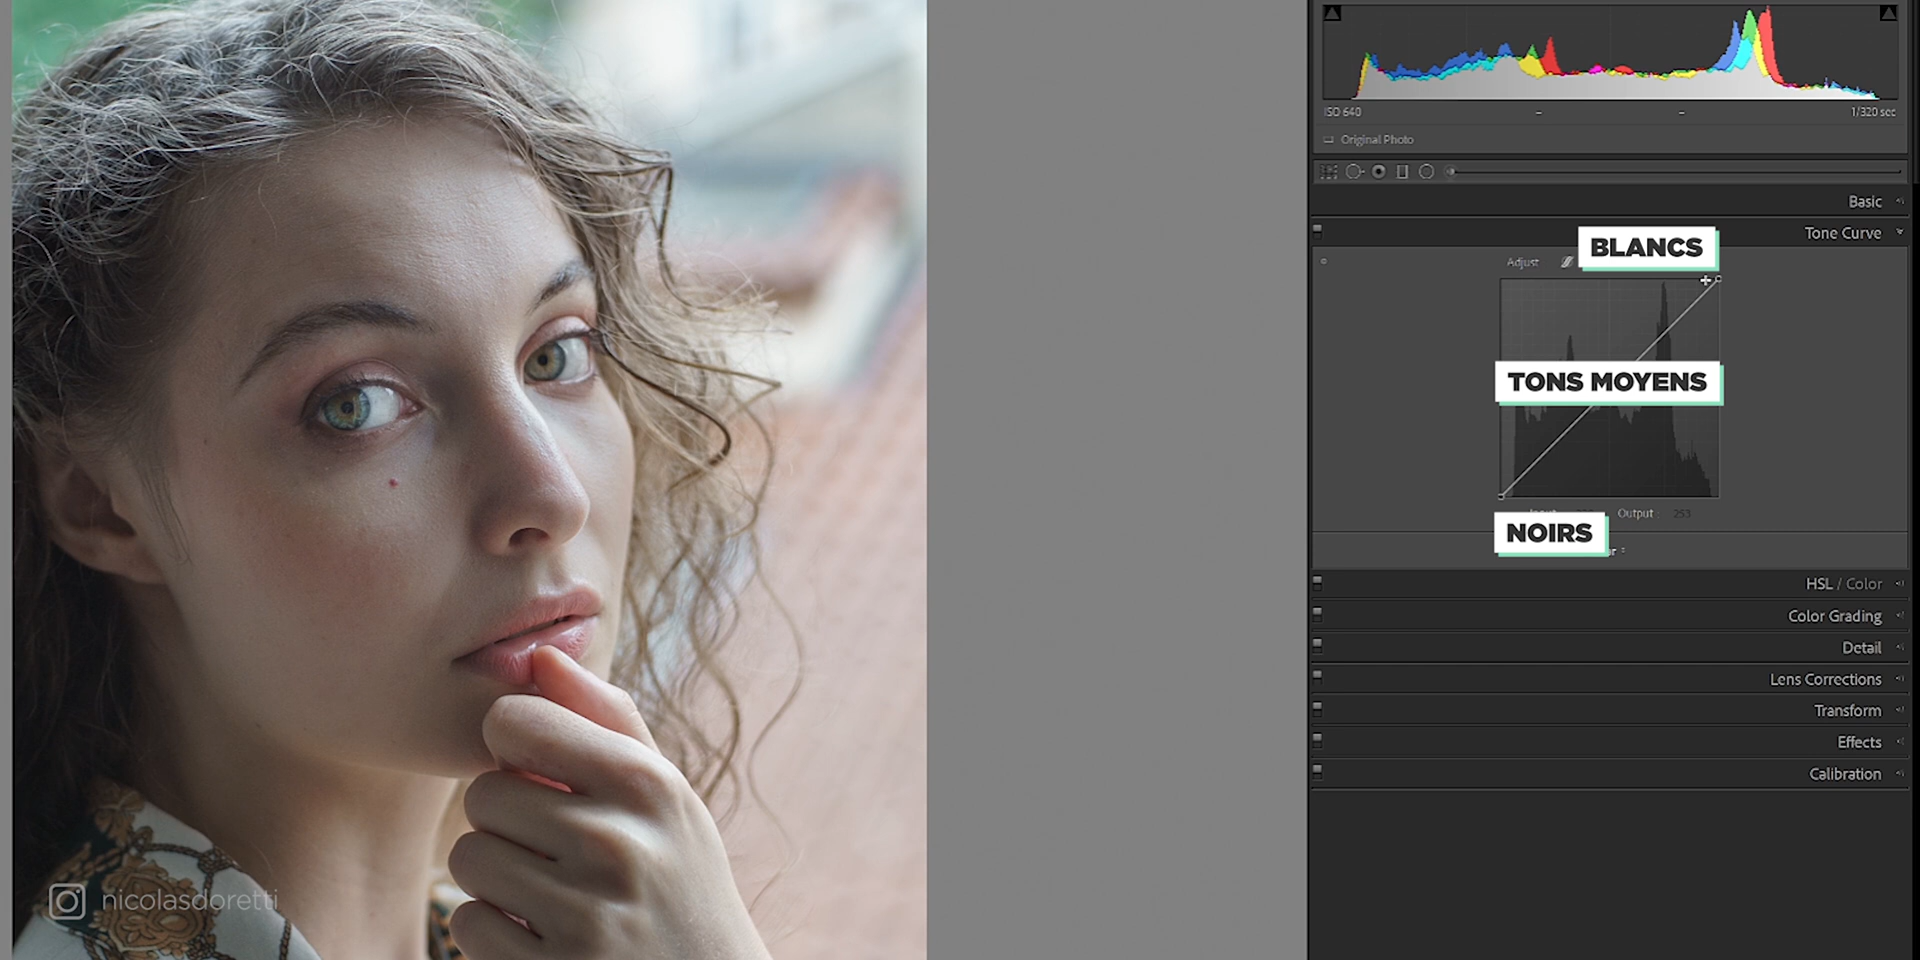 ISO 640 – – 1/320 sec
Original Photo
Basic
Tone Curve
BLANCS
Adjust
TONS MOYENS
Output : 253
NOIRS
HSL / Color
Color Grading
Detail
Lens Corrections
Transform
Effects
Calibration
nicolasdoretti